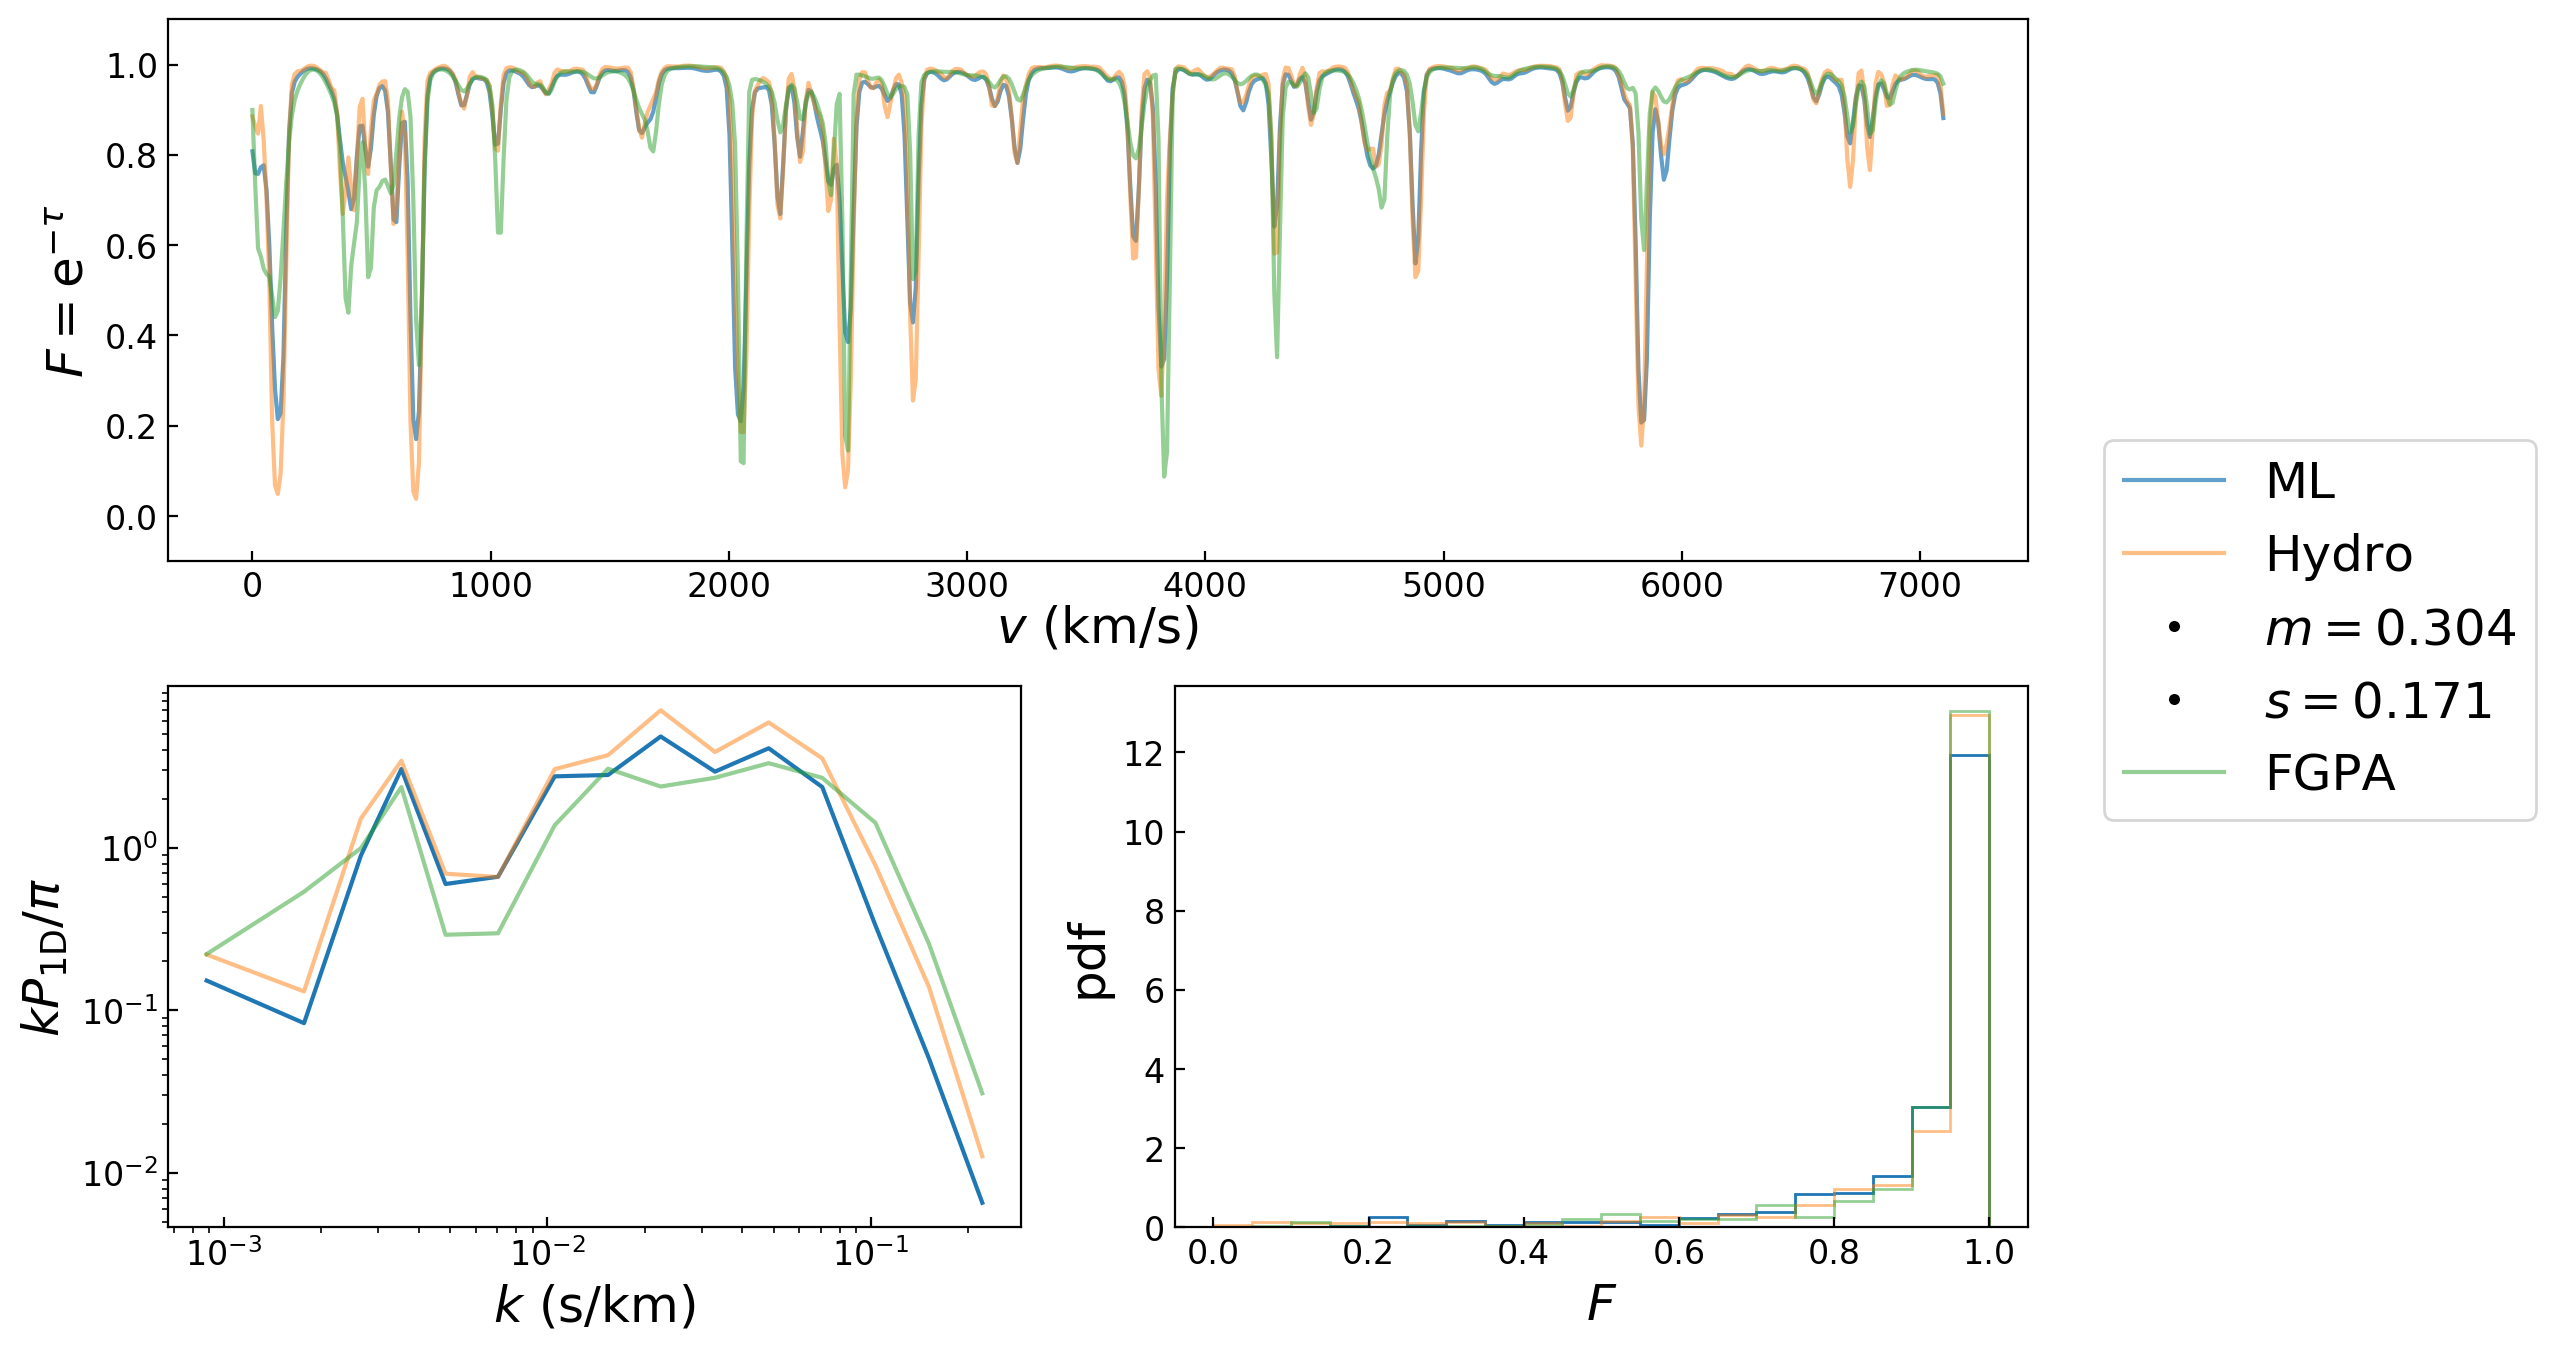 F = e^{−τ}
1.0
0.8
0.6
0.4
0.2
0.0
0 1000 2000 3000 4000 5000 6000 7000
v (km/s)
ML
Hydro
m = 0.304
s = 0.171
FGPA
kP_{1D}/π
10^0
10^{−1}
10^{−2}
10^{−3} 10^{−2} 10^{−1}
k (s/km)
pdf
12
10
8
6
4
2
0
0.0 0.2 0.4 0.6 0.8 1.0
F